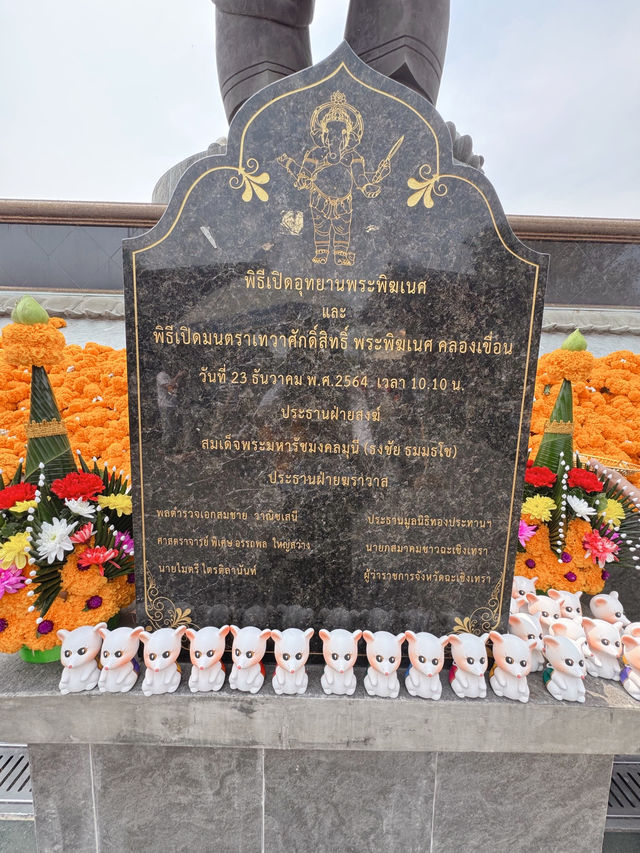 พิธีเปิดอุทยานพระพิฆเนศ
และ
พิธีเปิดมนตราเทวาศักดิ์สิทธิ์ พระพิฆเนศ คลองเขื่อน
วันที่ 23 ธันวาคม พ.ศ.2564 เวลา 10.10 น.
ประธานฝ่ายสงฆ์
สมเด็จพระมหารัชมงคลมุนี (ธงชัย ธมมธโช)
ประธานฝ่ายฆราวาส
พลตำรวจเอกสมชาย วาณิชเสนี ประธานมูลนิธิทองประทานฯ
ศาสตราจารย์ พิเศษ อรรถพล ใหญ่สว่าง นายกสมาคมชาวฉะเชิงเทรา
นายไมตรี ไตรติลานันท์ ผู้ว่าราชการจังหวัดฉะเชิงเทรา